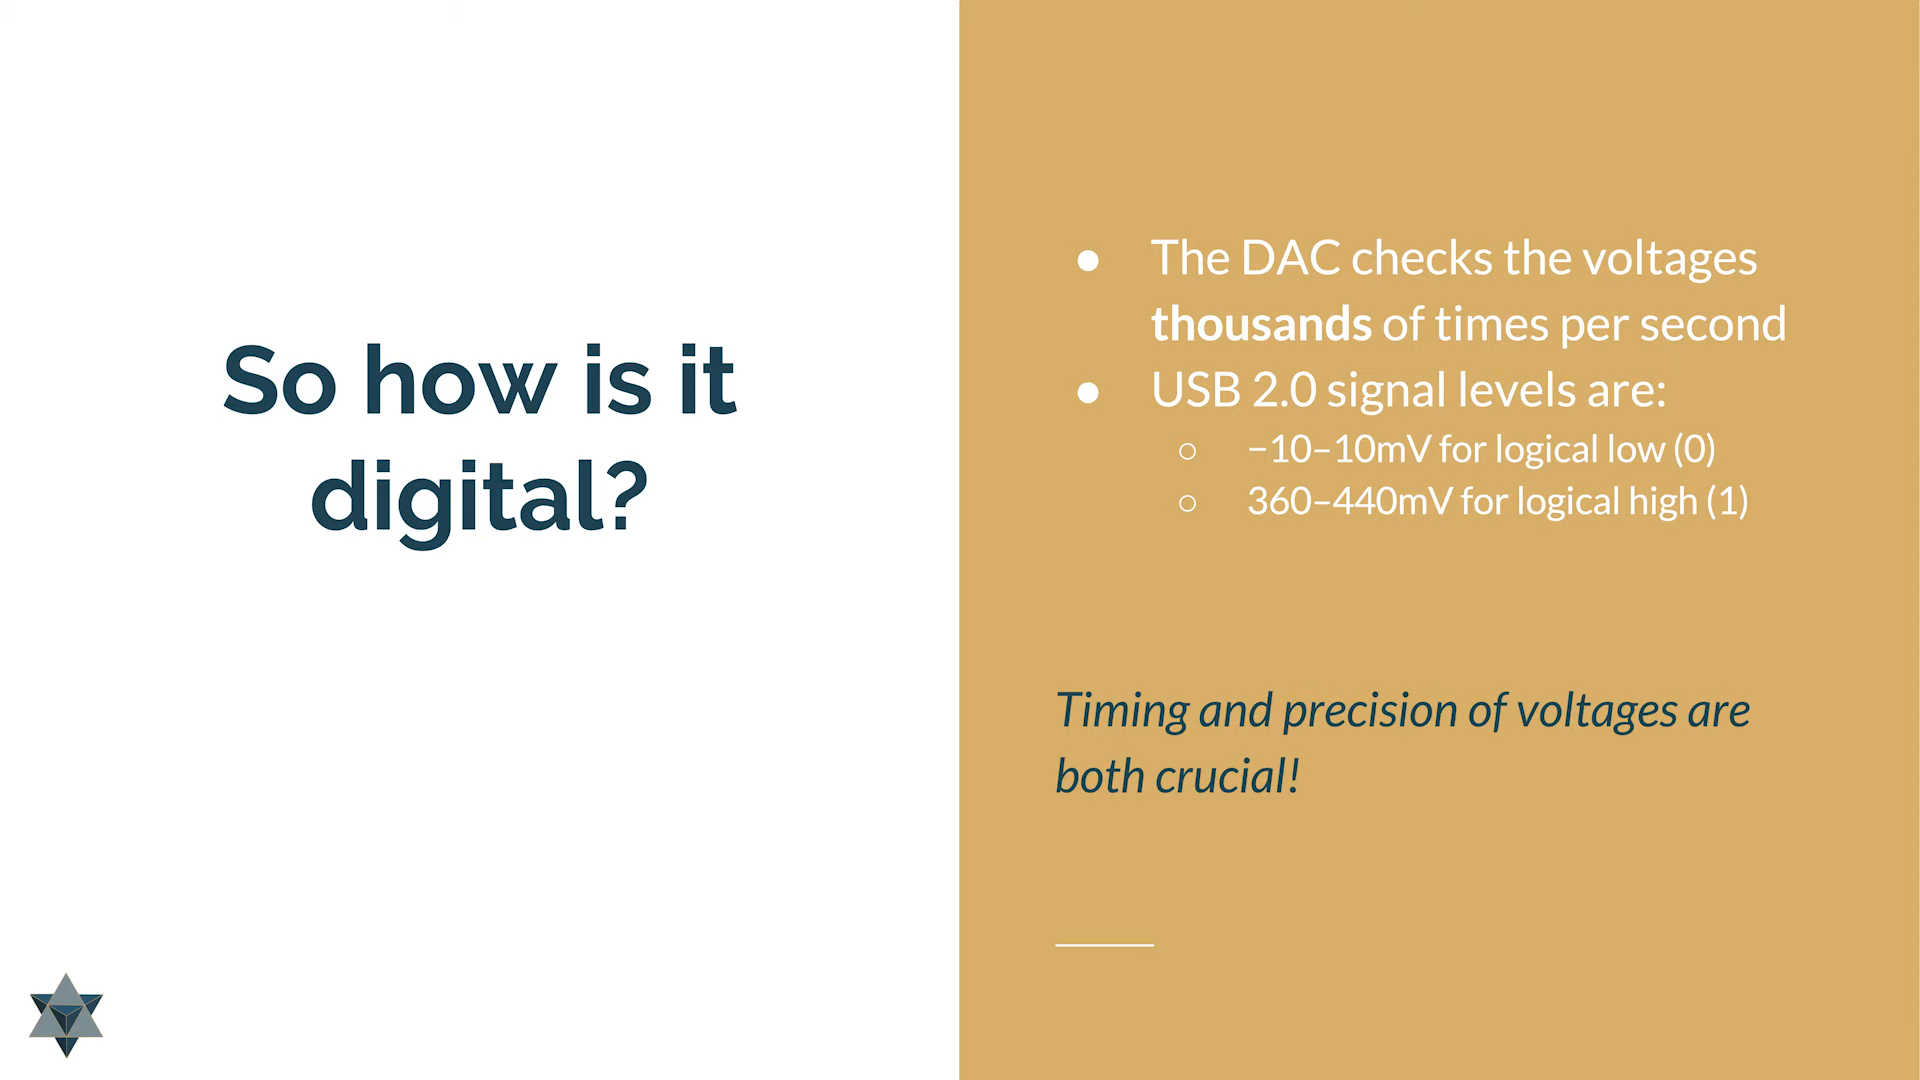 So how is it
digital?
● The DAC checks the voltages
thousands of times per second
● USB 2.0 signal levels are:
○ −10–10mV for logical low (0)
○ 360–440mV for logical high (1)
Timing and precision of voltages are
both crucial!